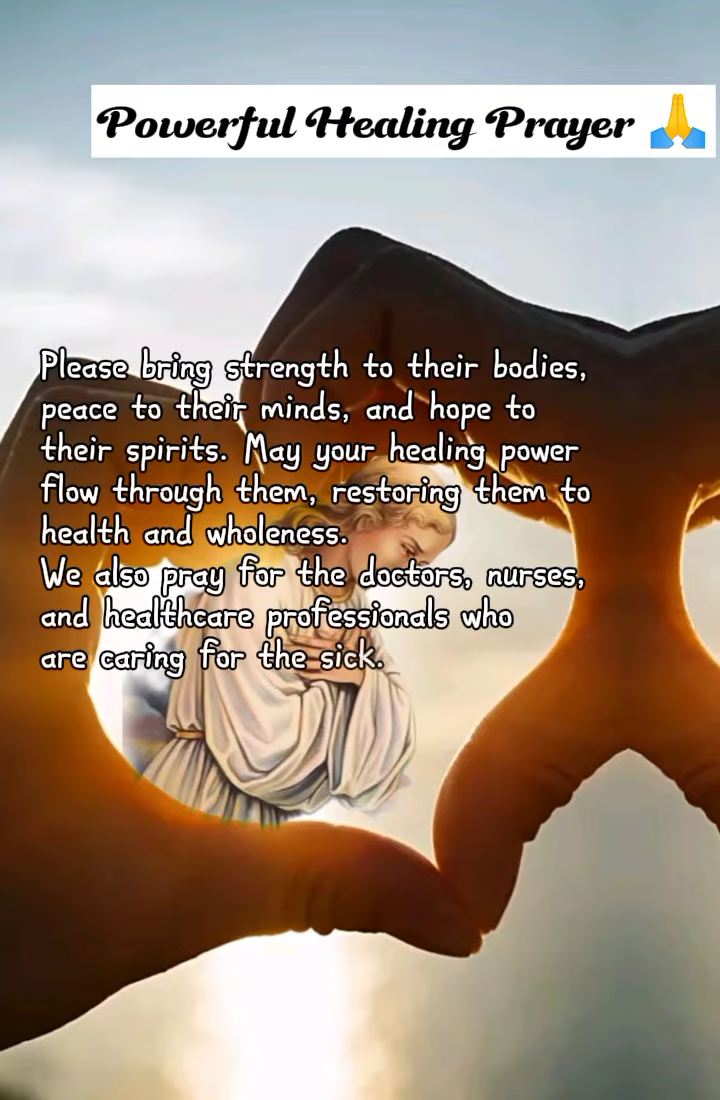 Powerful Healing Prayer 🙏
Please bring strength to their bodies,
peace to their minds, and hope to
their spirits. May your healing power
flow through them, restoring them to
health and wholeness.
We also pray for the doctors, nurses,
and healthcare professionals who
are caring for the sick.